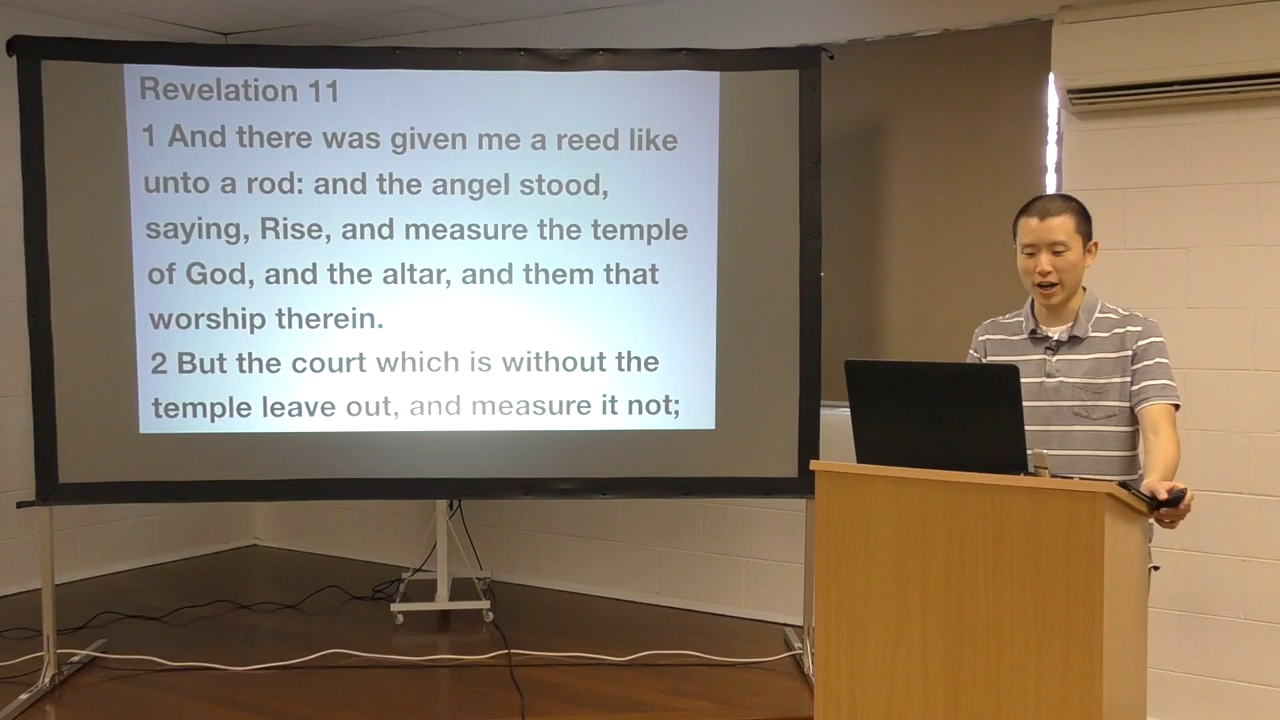 Revelation 11
1 And there was given me a reed like
unto a rod: and the angel stood,
saying, Rise, and measure the temple
of God, and the altar, and them that
worship therein.
2 But the court which is without the
temple leave out, and measure it not;